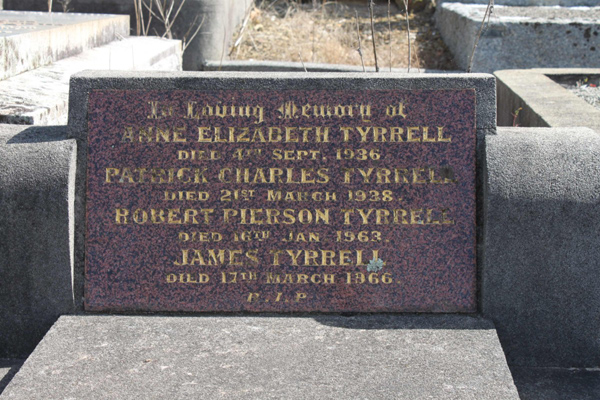 In Loving Memory of
ANNE ELIZABETH TYRRELL
DIED 4TH SEPT. 1936
PATRICK CHARLES TYRRELL
DIED 21ST MARCH 1938.
ROBERT PIERSON TYRRELL
DIED 16TH JAN. 1963.
JAMES TYRRELL
DIED 17TH MARCH 1966.
R.I.P